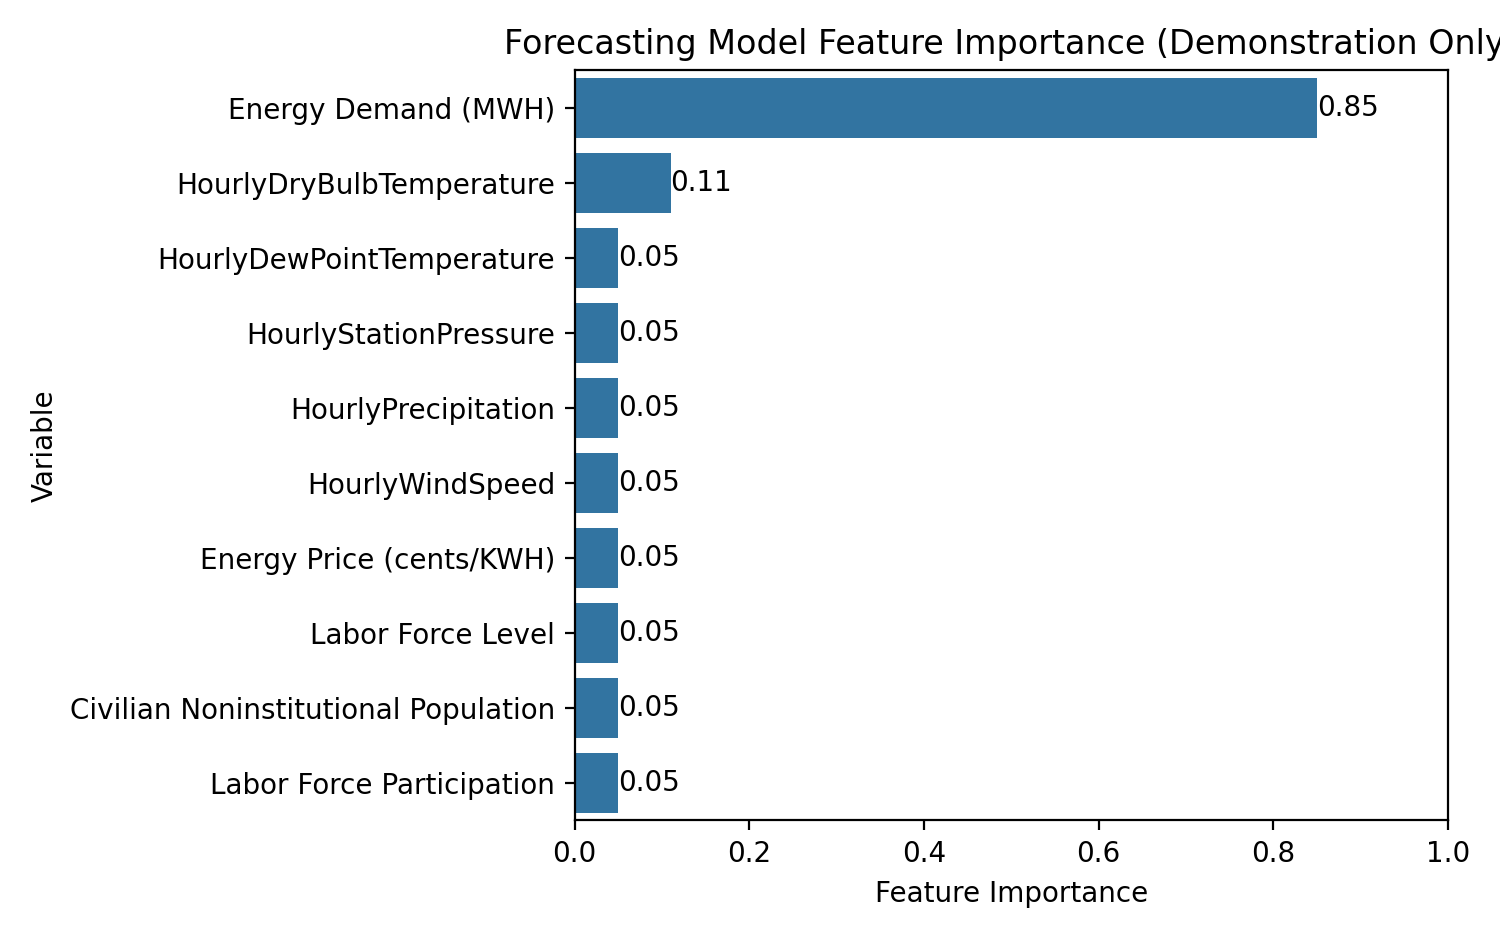 Forecasting Model Feature Importance (Demonstration Only
Variable
Energy Demand (MWH)
0.85
HourlyDryBulbTemperature
0.11
HourlyDewPointTemperature
0.05
HourlyStationPressure
0.05
HourlyPrecipitation
0.05
HourlyWindSpeed
0.05
Energy Price (cents/KWH)
0.05
Labor Force Level
0.05
Civilian Noninstitutional Population
0.05
Labor Force Participation
0.05
0.0 0.2 0.4 0.6 0.8 1.0
Feature Importance